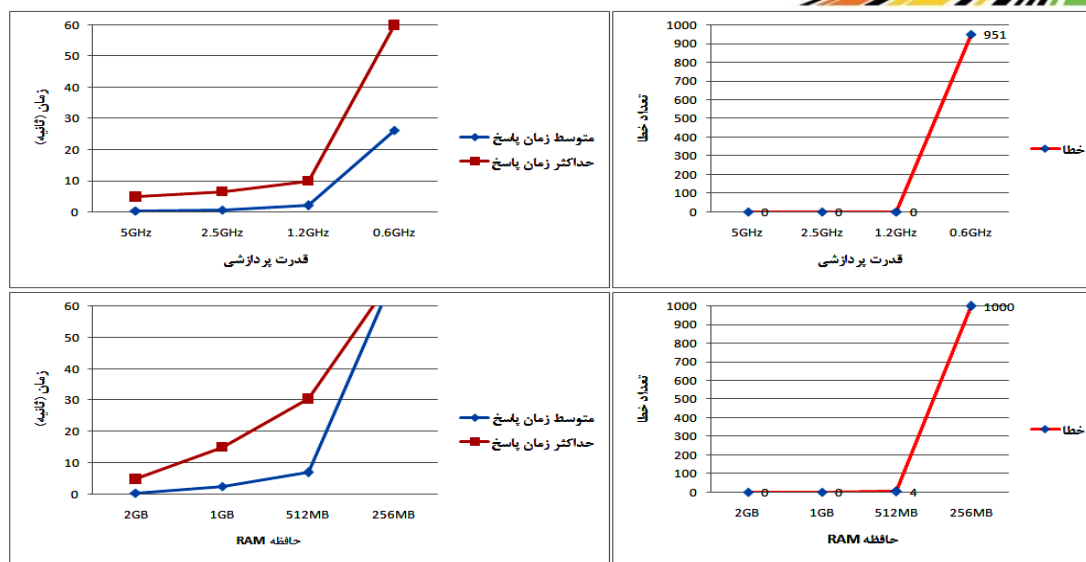 60
50
40
30
20
10
0
زمان (ثانیه)
5GHz 2.5GHz 1.2GHz 0.6GHz
قدرت پردازشی
متوسط زمان پاسخ
حداکثر زمان پاسخ
1000
900
800
700
600
500
400
300
200
100
0
تعداد خطا
951
0 0 0
5GHz 2.5GHz 1.2GHz 0.6GHz
قدرت پردازشی
خطا
60
50
40
30
20
10
0
زمان (ثانیه)
2GB 1GB 512MB 256MB
حافظه RAM
متوسط زمان پاسخ
حداکثر زمان پاسخ
1000
900
800
700
600
500
400
300
200
100
0
تعداد خطا
1000
0 0 4
2GB 1GB 512MB 256MB
حافظه RAM
خطا